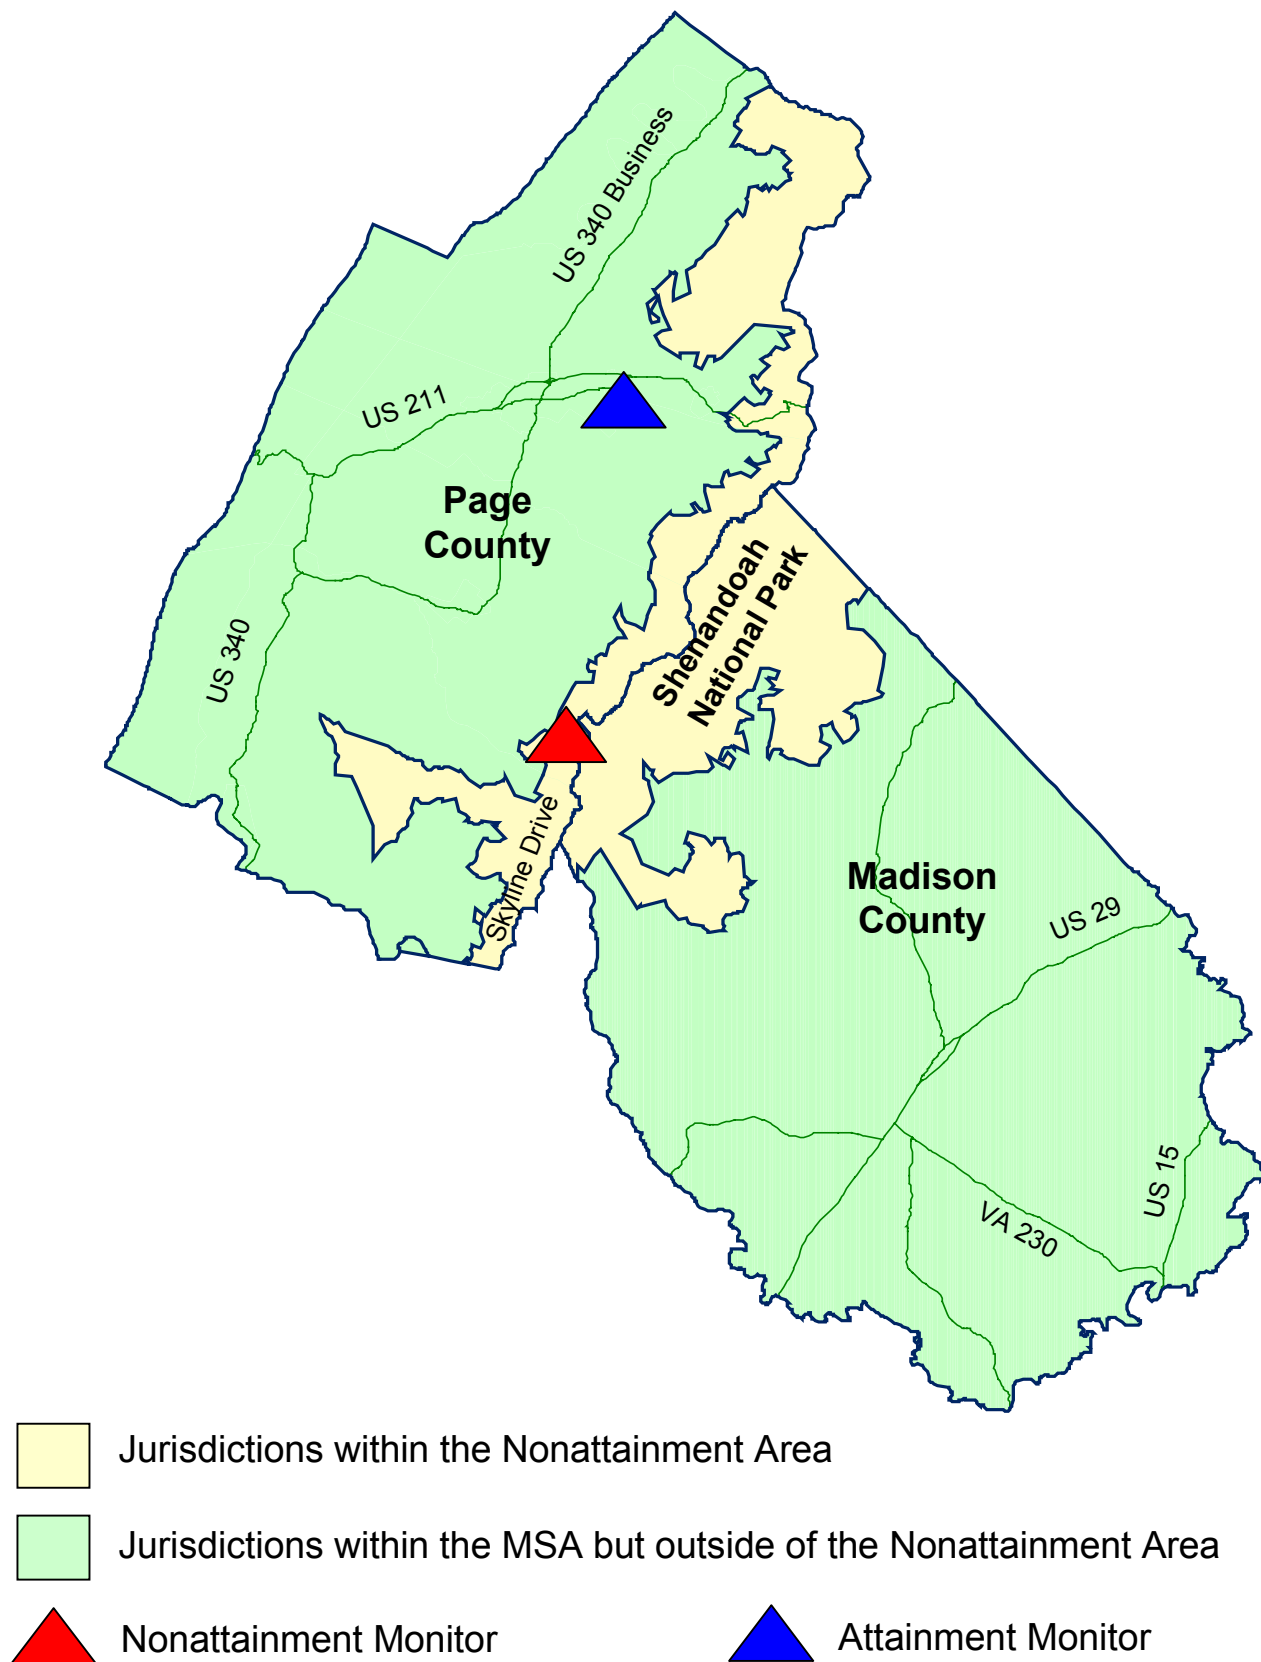 US 340 Business
US 211
Page
County
Shenandoah
National Park
US 340
Skyline Drive
Madison
County
US 29
US 15
VA 230
Jurisdictions within the Nonattainment Area
Jurisdictions within the MSA but outside of the Nonattainment Area
Nonattainment Monitor
Attainment Monitor